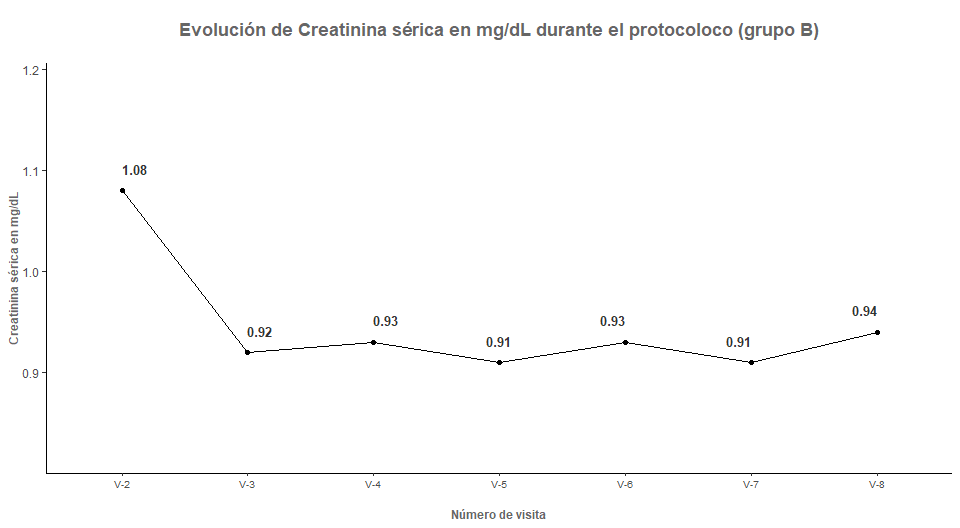 Evolución de Creatinina sérica en mg/dL durante el protocoloco (grupo B)
Creatinina sérica en mg/dL
1.2
1.1
1.0
0.9
1.08
0.92
0.93
0.91
0.93
0.91
0.94
V-2
V-3
V-4
V-5
V-6
V-7
V-8
Número de visita